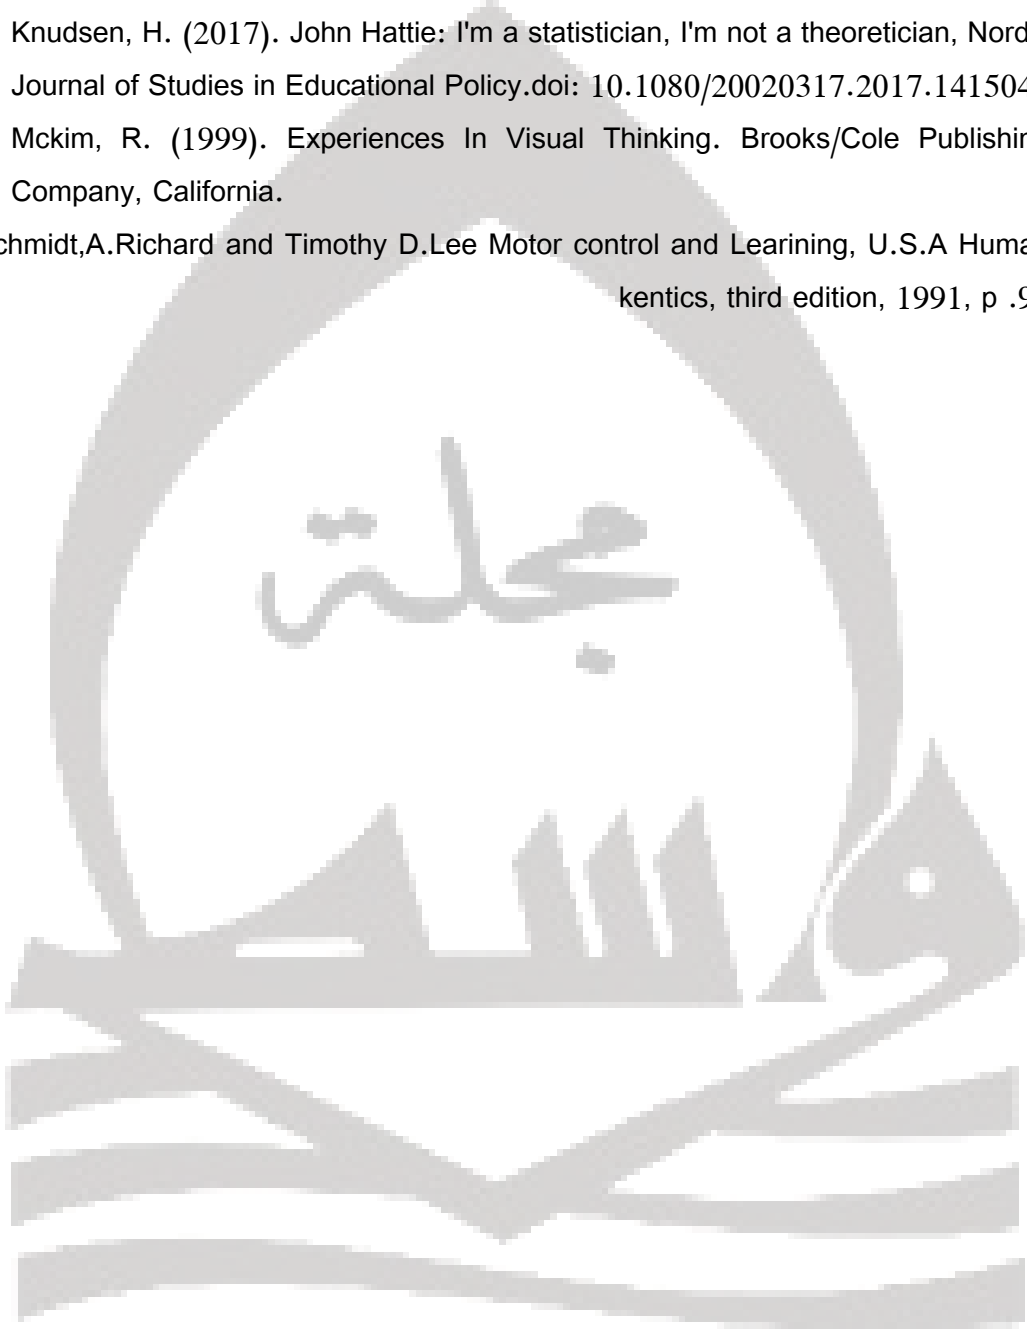 Knudsen, H. (2017). John Hattie: I'm a statistician, I'm not a theoretician, Nord
Journal of Studies in Educational Policy.doi: 10.1080/20020317.2017.141504
Mckim, R. (1999). Experiences In Visual Thinking. Brooks/Cole Publishin
Company, California.
chmidt,A.Richard and Timothy D.Lee Motor control and Learining, U.S.A Huma
kentics, third edition, 1991, p .9
مجلة